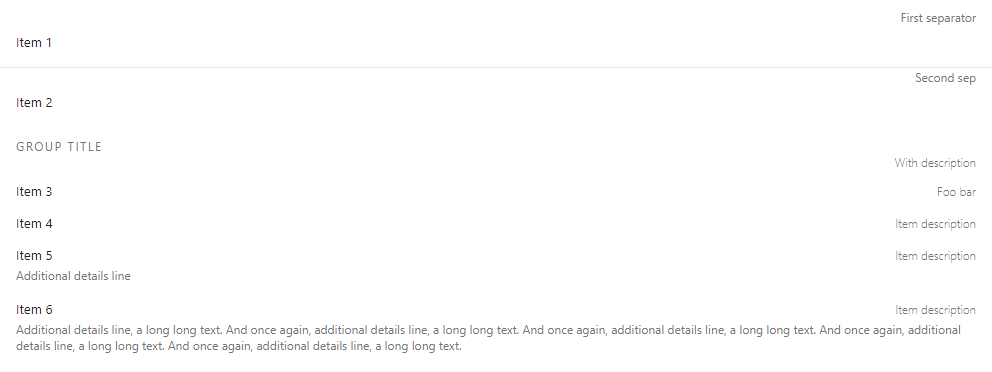 First separator
Item 1
Second sep
Item 2
GROUP TITLE
With description
Item 3 Foo bar
Item 4 Item description
Item 5 Item description
Additional details line
Item 6 Item description
Additional details line, a long long text. And once again, additional details line, a long long text. And once again, additional details line, a long long text. And once again, additional
details line, a long long text. And once again, additional details line, a long long text.